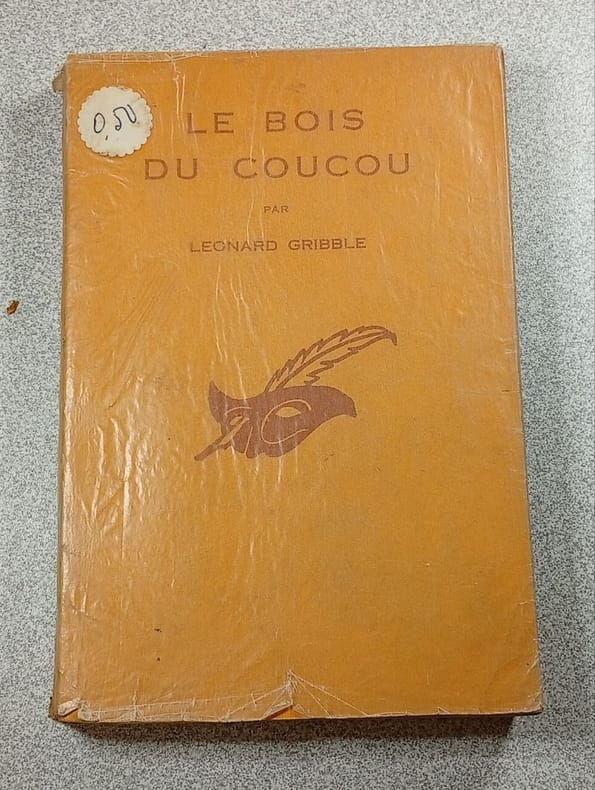 0,50
LE BOIS
DU COUCOU
PAR
LEONARD GRIBBLE